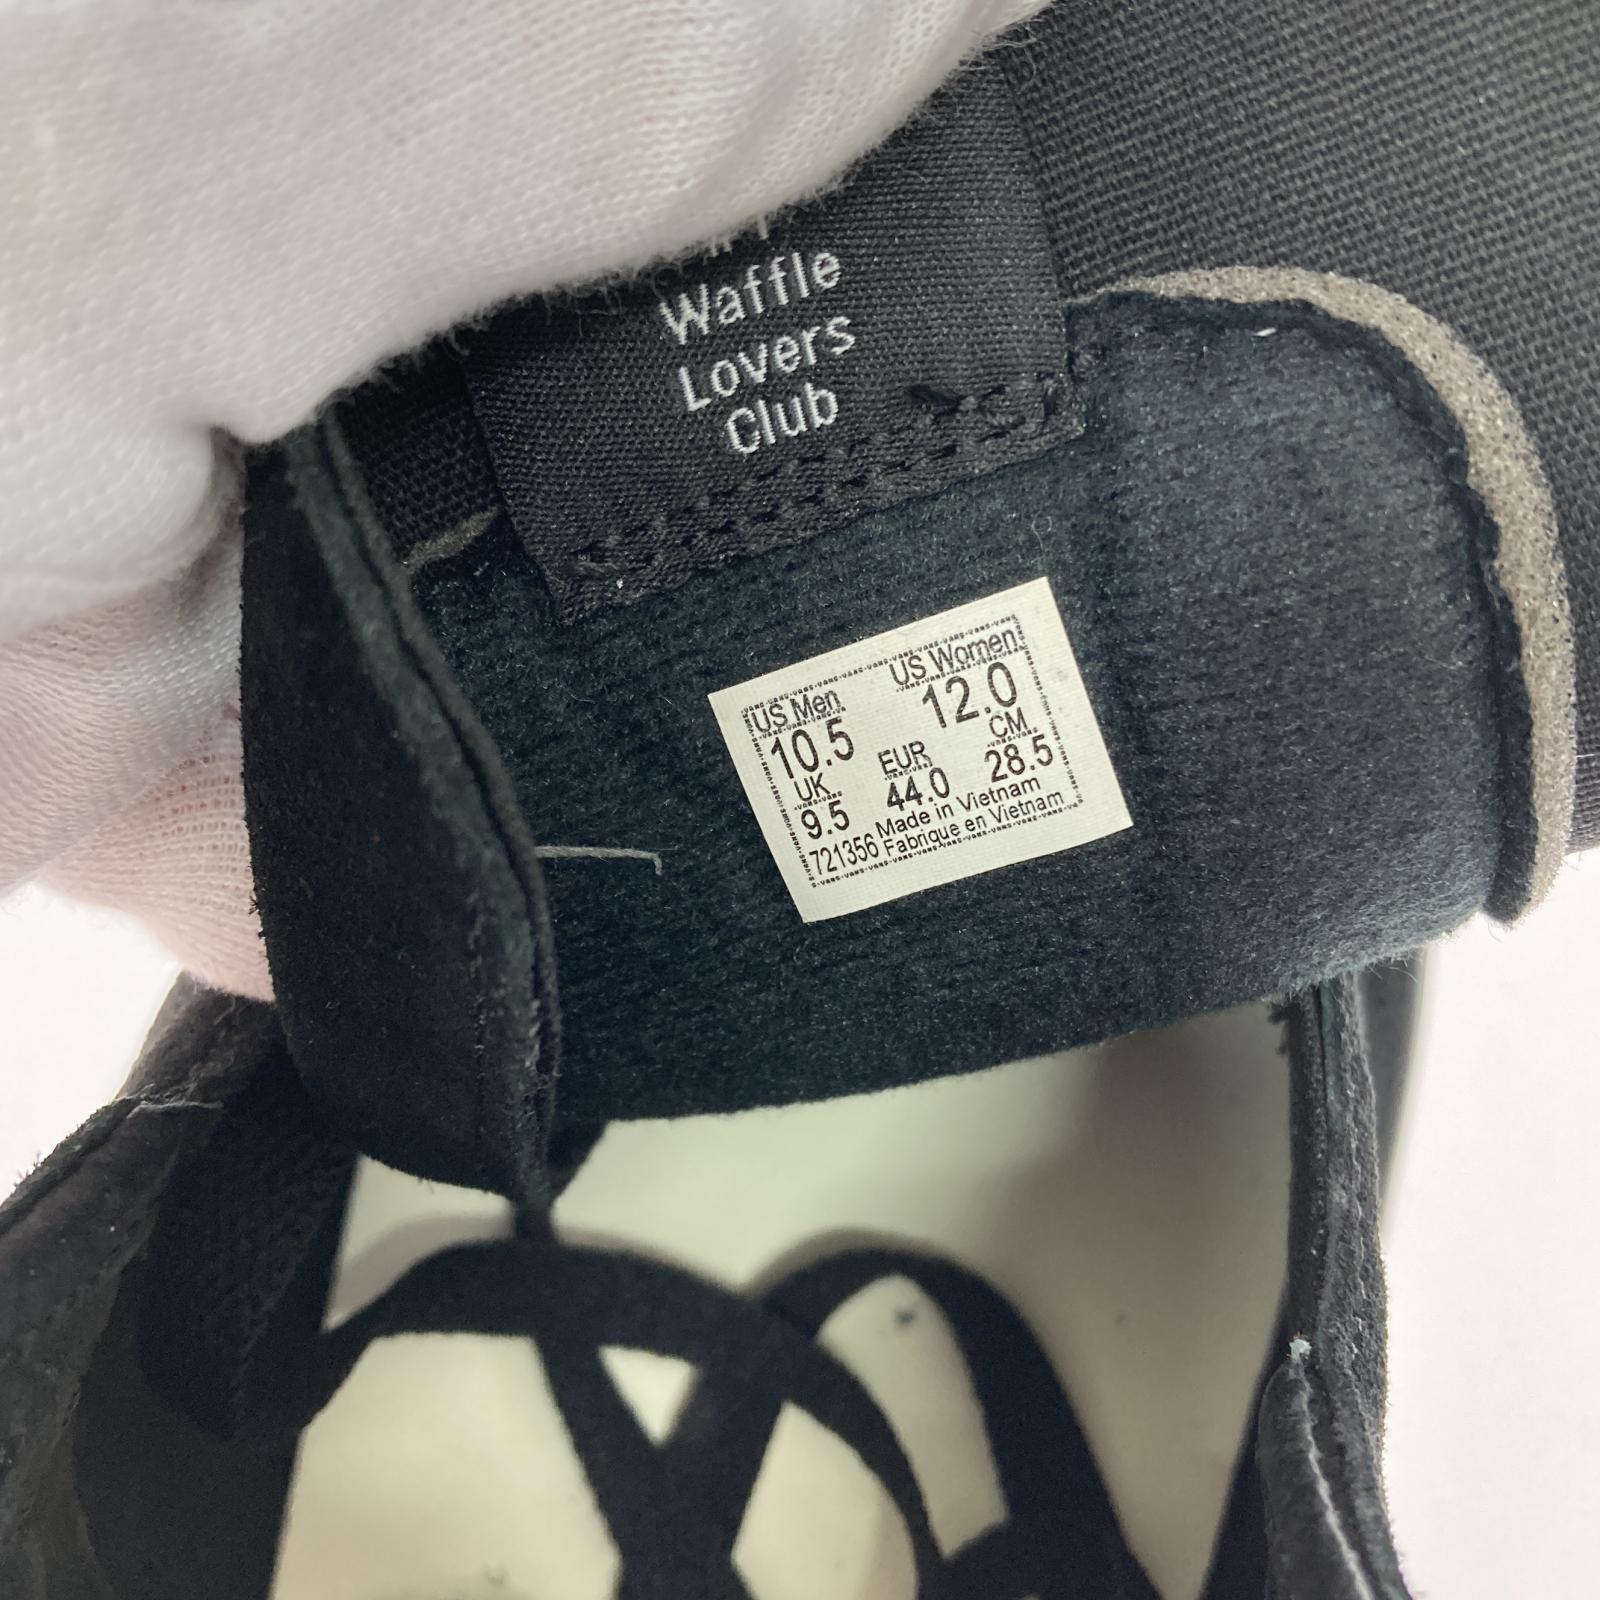 Waffle
Lovers
Club
US Men US Women
10.5 12.0
UK EUR CM
9.5 44.0 28.5
Made in Vietnam
721356 Fabriqué en Vietnam